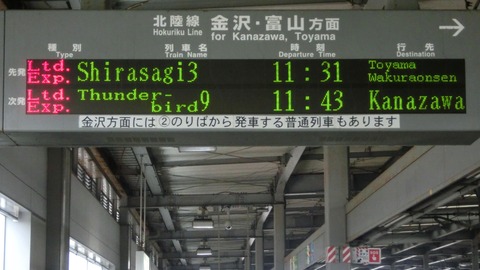 北陸線 金沢・富山方面 →
Hokuriku Line for Kanazawa, Toyama
種別 列車名 時刻 行先
Type Train Name Departure Time Destination
先発 Ltd. Exp. Shirasagi3 11:31 Toyama Wakuraonsen
次発 Ltd. Exp. Thunder-bird9 11:43 Kanazawa
金沢方面には②のりばから発車する普通列車もあります